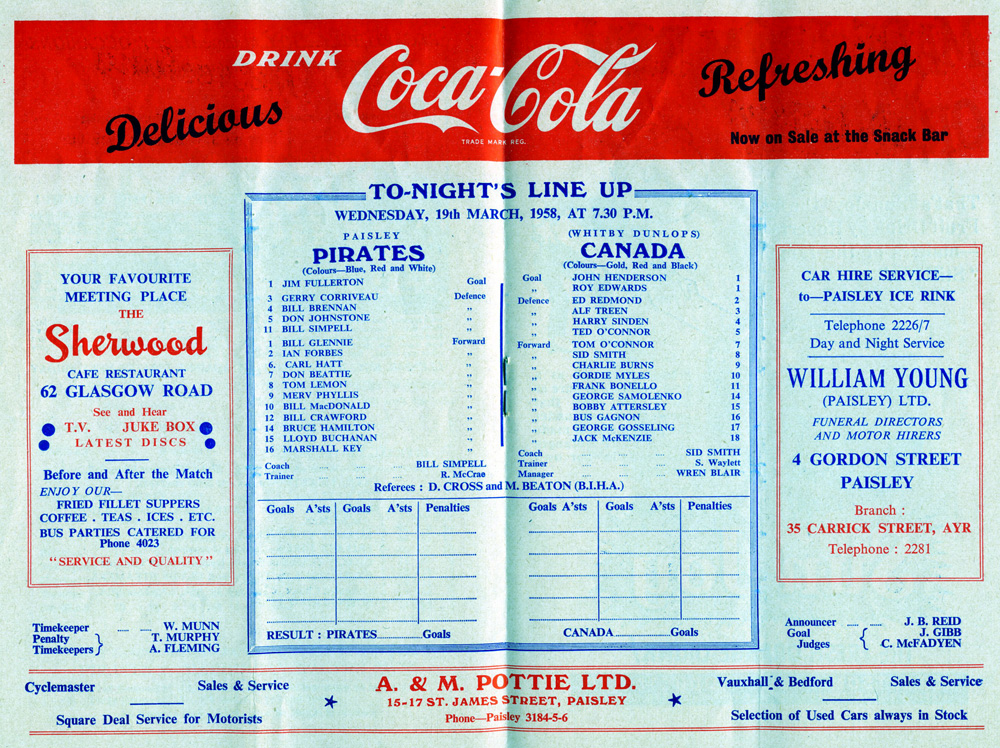 DRINK Coca-Cola
Delicious
Refreshing
TRADE MARK REG.
Now on Sale at the Snack Bar
TO-NIGHT'S LINE UP
WEDNESDAY, 19th MARCH, 1958, AT 7.30 P.M.
PAISLEY
PIRATES
(Colours—Blue, Red and White)
1 JIM FULLERTON Goal
3 GERRY CORRIVEAU Defence
4 BILL BRENNAN ,,
5 DON JOHNSTONE ,,
11 BILL SIMPELL ,,
1 BILL GLENNIE Forward
2 IAN FORBES ,,
6. CARL HATT ,,
7 DON BEATTIE ,,
8 TOM LEMON ,,
9 MERV PHYLLIS ,,
10 BILL MacDONALD ,,
12 BILL CRAWFORD ,,
14 BRUCE HAMILTON ,,
15 LLOYD BUCHANAN ,,
16 MARSHALL KEY ,,
Coach .... .... BILL SIMPELL
Trainer .... .... R. McCrae
(WHITBY DUNLOPS)
CANADA
(Colours—Gold, Red and Black)
Goal JOHN HENDERSON 1
,, ROY EDWARDS 1
Defence ED REDMOND 2
,, ALF TREEN 3
,, HARRY SINDEN 4
,, TED O'CONNOR 5
Forward TOM O'CONNOR 7
,, SID SMITH 8
,, CHARLIE BURNS 9
,, GORDIE MYLES 10
,, FRANK BONELLO 11
,, GEORGE SAMOLENKO 14
,, BOBBY ATTERSLEY 15
,, BUS GAGNON 16
,, GEORGE GOSSELING 17
,, JACK McKENZIE 18
Coach .... .... SID SMITH
Trainer .... .... S. Waylett
Manager .... .... WREN BLAIR
Referees : D. CROSS and M. BEATON (B.I.H.A.)
Goals A'sts Goals A'sts Penalties
Goals A'sts Goals A'sts Penalties
RESULT : PIRATES Goals
CANADA Goals
YOUR FAVOURITE
MEETING PLACE
THE
Sherwood
CAFE RESTAURANT
62 GLASGOW ROAD
See and Hear
T.V. JUKE BOX
LATEST DISCS
Before and After the Match
ENJOY OUR—
FRIED FILLET SUPPERS
COFFEE . TEAS . ICES . ETC.
BUS PARTIES CATERED FOR
Phone 4023
"SERVICE AND QUALITY"
CAR HIRE SERVICE—
to—PAISLEY ICE RINK
Telephone 2226/7
Day and Night Service
WILLIAM YOUNG
(PAISLEY) LTD.
FUNERAL DIRECTORS
AND MOTOR HIRERS
4 GORDON STREET
PAISLEY
Branch :
35 CARRICK STREET, AYR
Telephone : 2281
Timekeeper .... .... W. MUNN
Penalty T. MURPHY
Timekeepers A. FLEMING
Announcer .... .... J. B. REID
Goal J. GIBB
Judges C. McFADYEN
Cyclemaster Sales & Service
Square Deal Service for Motorists
A. & M. POTTIE LTD.
15-17 ST. JAMES STREET, PAISLEY
Phone—Paisley 3184-5-6
Vauxhall & Bedford Sales & Service
Selection of Used Cars always in Stock